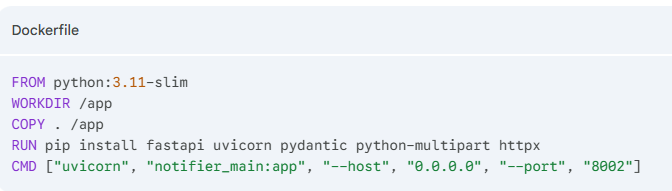 Dockerfile
FROM python:3.11-slim
WORKDIR /app
COPY . /app
RUN pip install fastapi uvicorn pydantic python-multipart httpx
CMD ["uvicorn", "notifier_main:app", "--host", "0.0.0.0", "--port", "8002"]